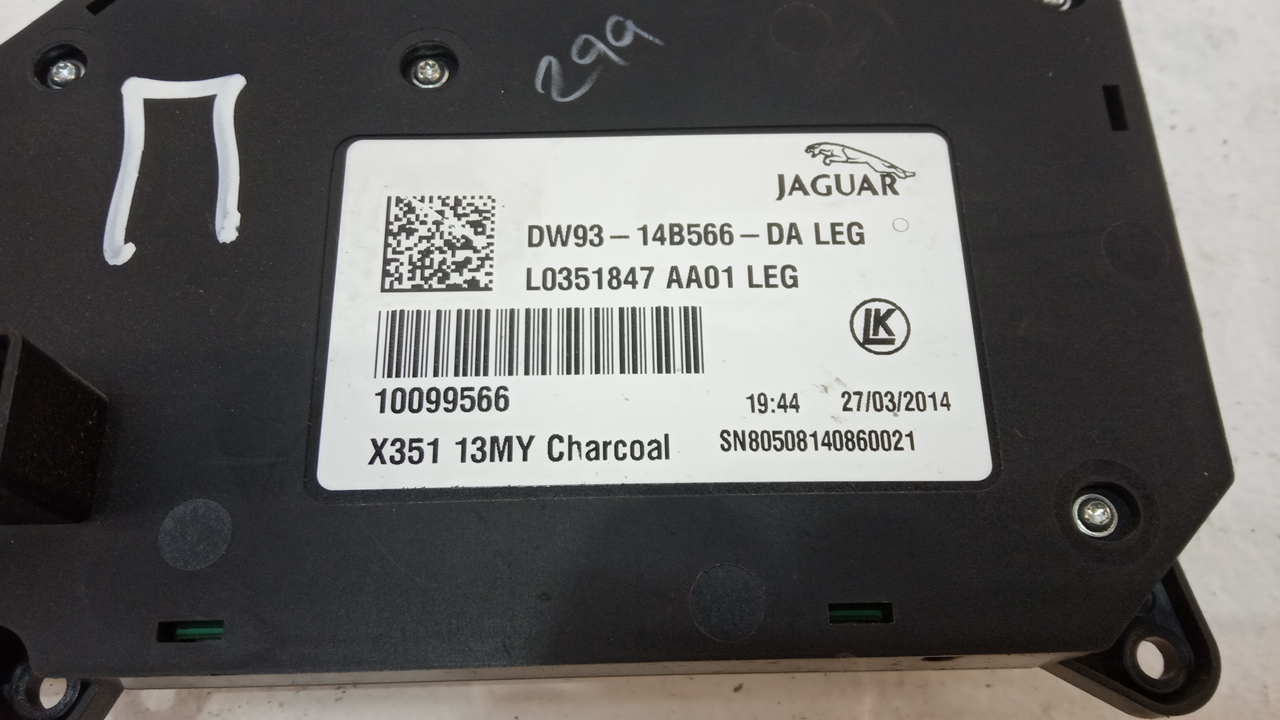 299
П
JAGUAR
DW93-14B566-DA LEG
L0351847 AA01 LEG
LK
10099566
19:44 27/03/2014
X351 13MY Charcoal
SN80508140860021